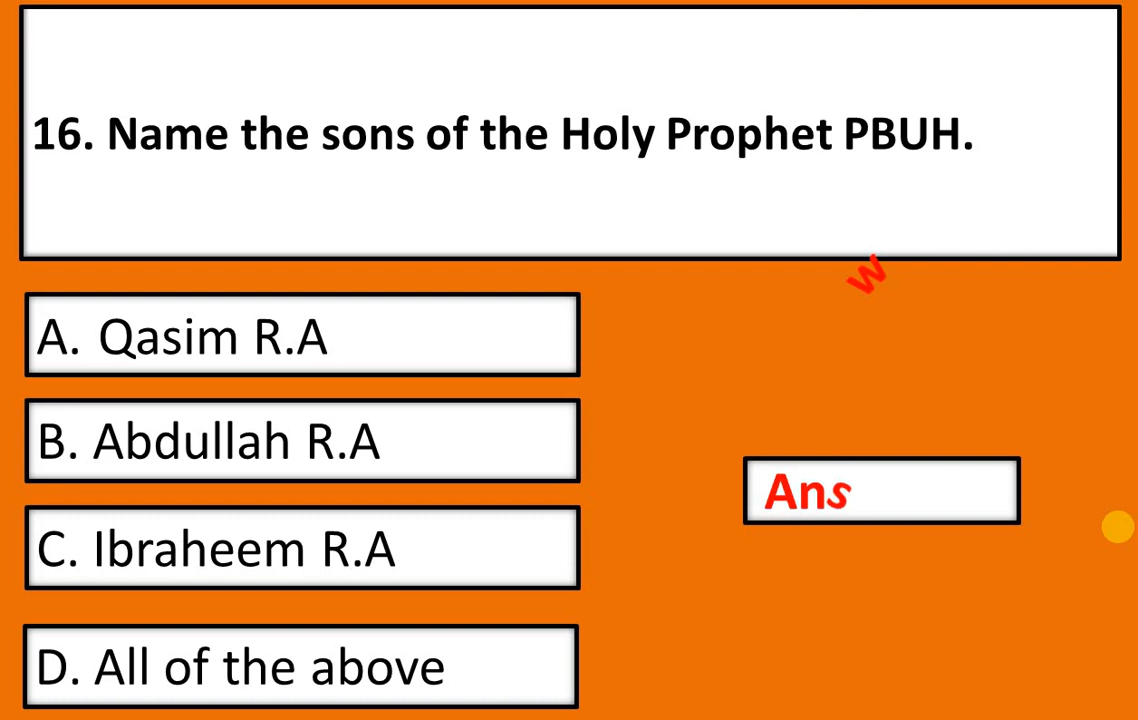 16. Name the sons of the Holy Prophet PBUH.
w
A. Qasim R.A
B. Abdullah R.A
Ans
C. Ibraheem R.A
D. All of the above